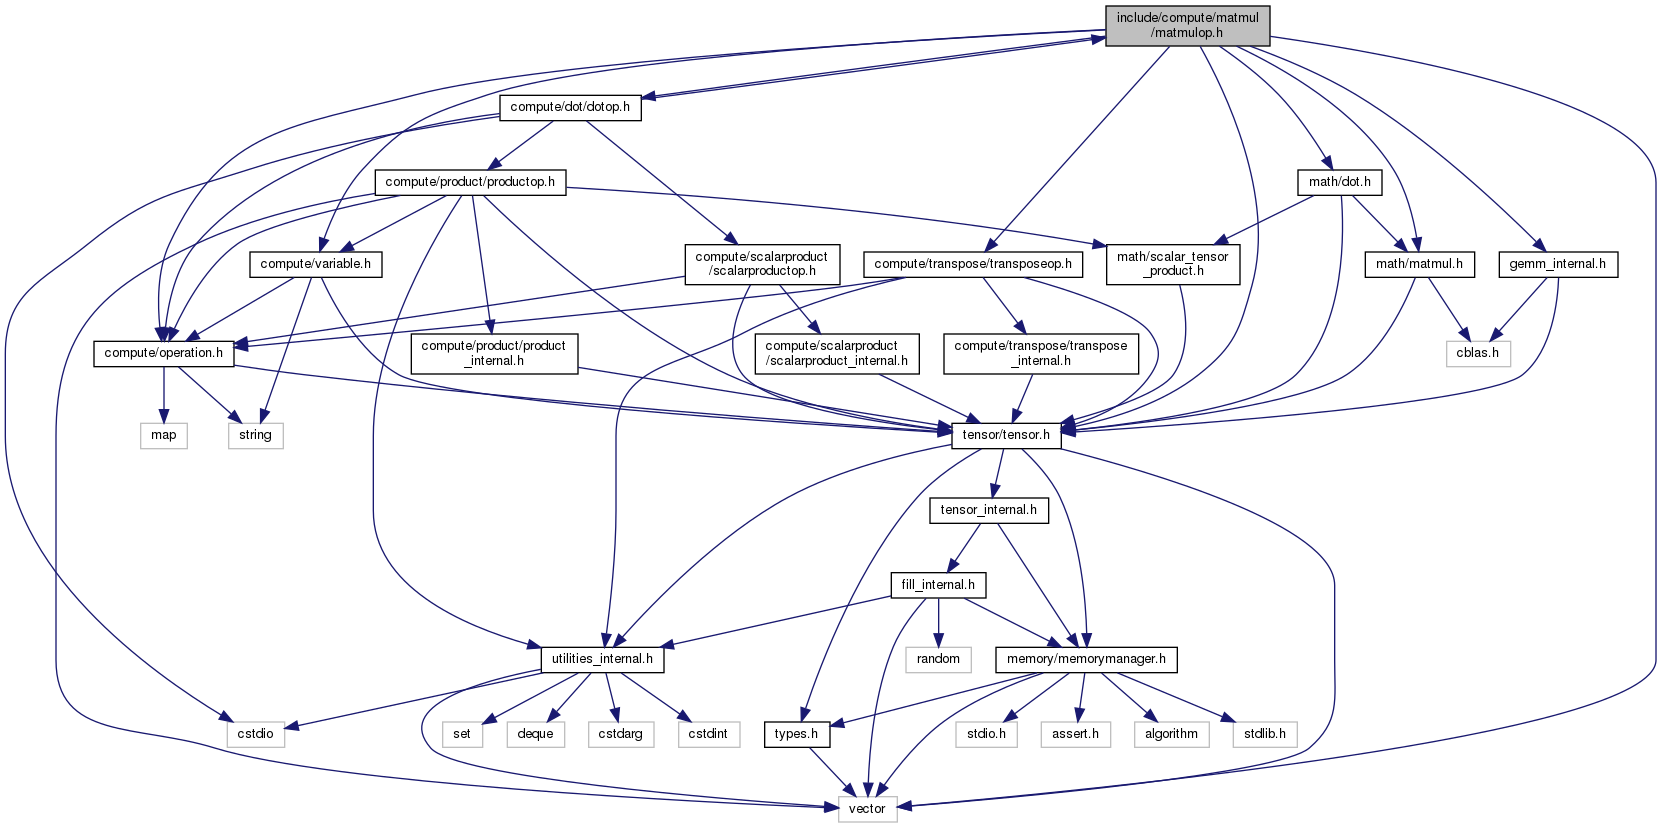 include/compute/matmul
/matmulop.h
compute/dot/dotop.h
compute/product/productop.h
math/dot.h
compute/variable.h
compute/scalarproduct
/scalarproductop.h
compute/transpose/transposeop.h
math/scalar_tensor
_product.h
math/matmul.h
gemm_internal.h
compute/operation.h
compute/product/product
_internal.h
compute/scalarproduct
/scalarproduct_internal.h
compute/transpose/transpose
_internal.h
cblas.h
map
string
tensor/tensor.h
tensor_internal.h
fill_internal.h
utilities_internal.h
random
memory/memorymanager.h
cstdio
set
deque
cstdarg
cstdint
types.h
stdio.h
assert.h
algorithm
stdlib.h
vector